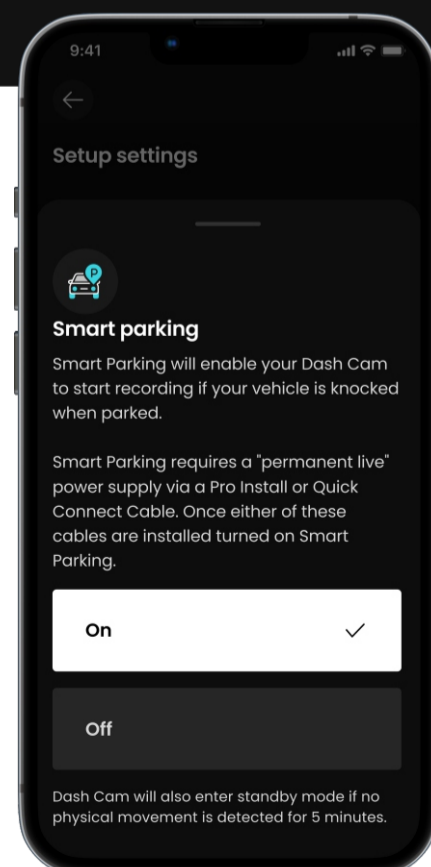 9:41
Setup settings
P
Smart parking
Smart Parking will enable your Dash Cam
to start recording if your vehicle is knocked
when parked.
Smart Parking requires a "permanent live"
power supply via a Pro Install or Quick
Connect Cable. Once either of these
cables are installed turned on Smart
Parking.
On
Off
Dash Cam will also enter standby mode if no
physical movement is detected for 5 minutes.